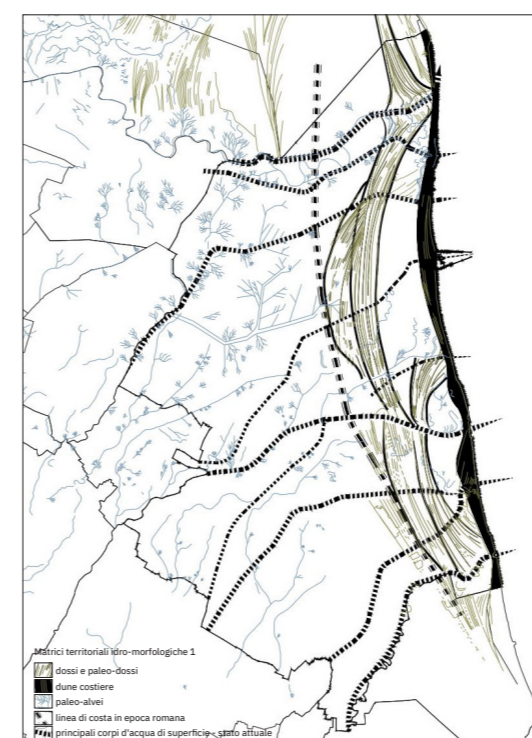 Matrici territoriali idro-morfologiche 1
dossi e paleo-dossi
dune costiere
paleo-alvei
linea di costa in epoca romana
principali corpi d'acqua di superficie - stato attuale